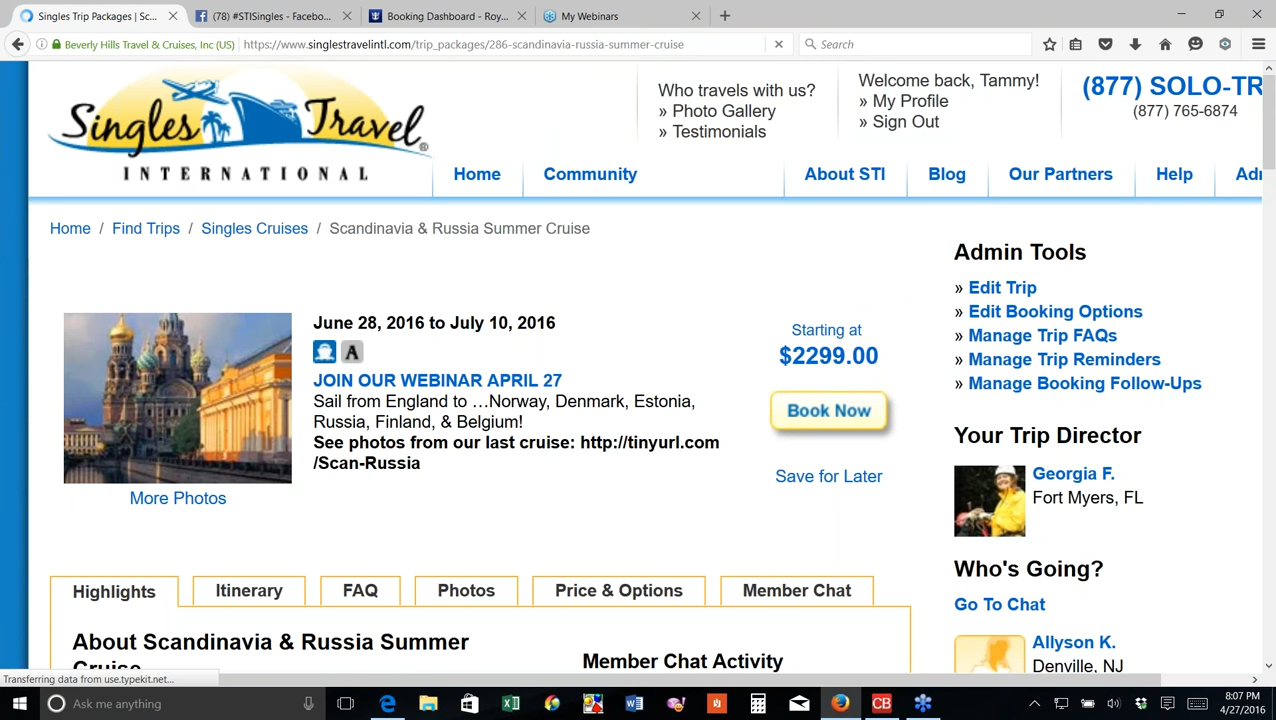 Singles Trip Packages | Sc...
(78) #STISingles - Facebo...
Booking Dashboard - Roy...
My Webinars
Beverly Hills Travel & Cruises, Inc (US)
https://www.singlestravelintl.com/trip_packages/286-scandinavia-russia-summer-cruise
Search
Singles Travel
INTERNATIONAL
Who travels with us?
» Photo Gallery
» Testimonials
Welcome back, Tammy!
» My Profile
» Sign Out
(877) SOLO-TR
(877) 765-6874
Home
Community
About STI
Blog
Our Partners
Help
Adı
Home / Find Trips / Singles Cruises / Scandinavia & Russia Summer Cruise
June 28, 2016 to July 10, 2016
A
JOIN OUR WEBINAR APRIL 27
Sail from England to …Norway, Denmark, Estonia,
Russia, Finland, & Belgium!
See photos from our last cruise: http://tinyurl.com
/Scan-Russia
More Photos
Starting at
$2299.00
Book Now
Save for Later
Admin Tools
» Edit Trip
» Edit Booking Options
» Manage Trip FAQs
» Manage Trip Reminders
» Manage Booking Follow-Ups
Your Trip Director
Georgia F.
Fort Myers, FL
Who's Going?
Go To Chat
Allyson K.
Denville, NJ
Highlights
Itinerary
FAQ
Photos
Price & Options
Member Chat
About Scandinavia & Russia Summer
Cruise
Member Chat Activity
Transferring data from use.typekit.net...
Ask me anything
CB
8:07 PM
4/27/2016